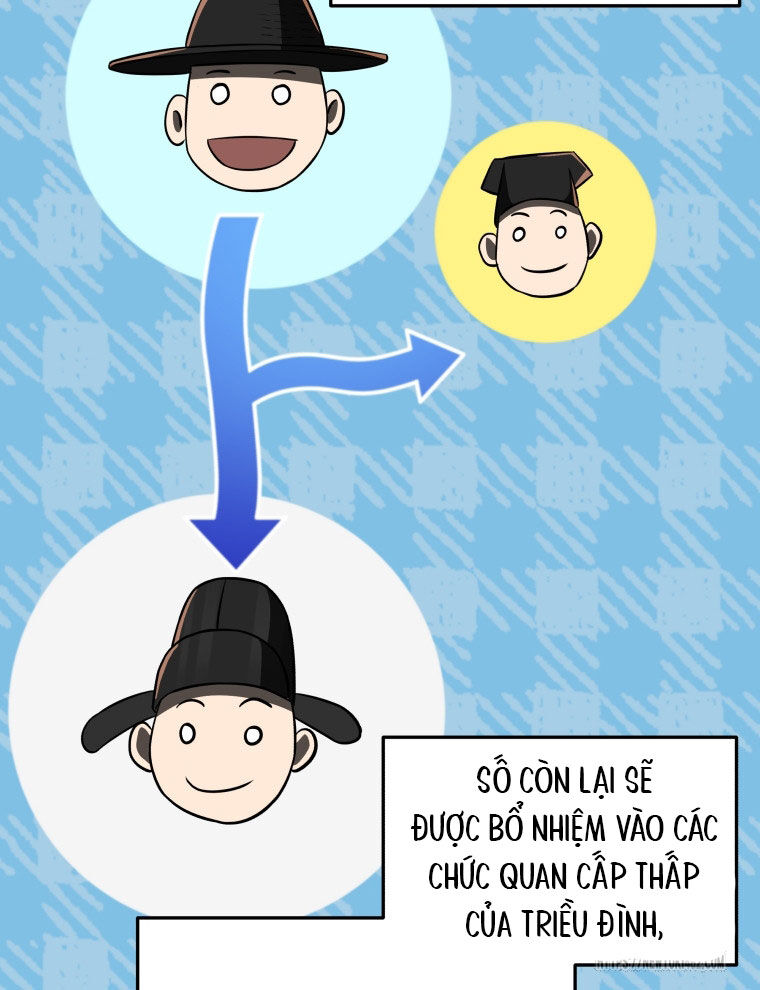 SỐ CÒN LẠI SẼ
ĐƯỢC BỔ NHIỆM VÀO CÁC
CHỨC QUAN CẤP THẤP
CỦA TRIỀU ĐÌNH,